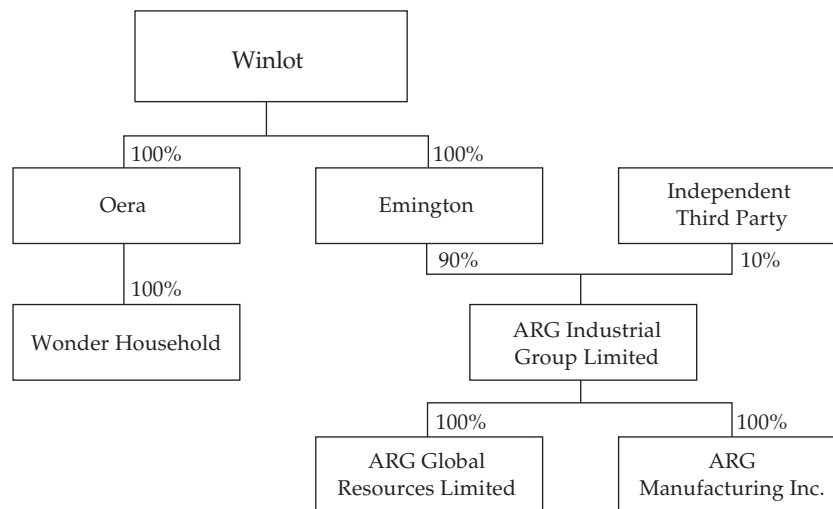 Winlot
100%
100%
Oera
Emington
Independent
Third Party
100%
90%
10%
Wonder Household
ARG Industrial
Group Limited
100%
100%
ARG Global
Resources Limited
ARG
Manufacturing Inc.